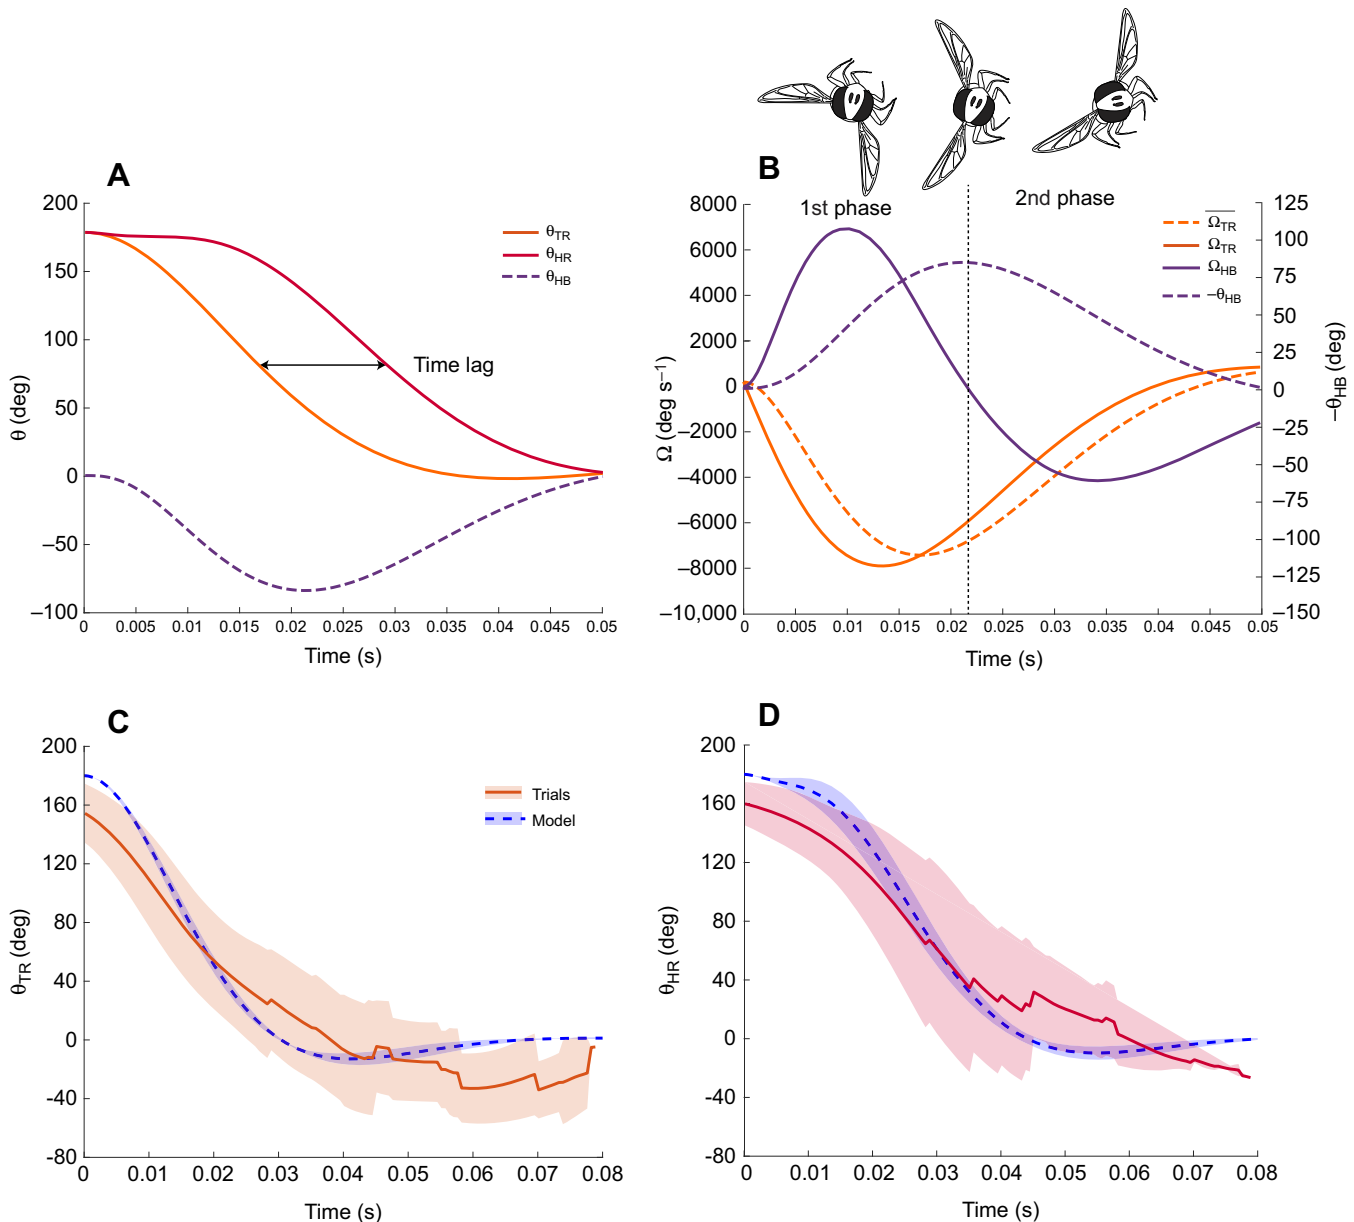 A
200
150
100
50
0
−50
−100
θ (deg)
θTR
θHR
θHB
Time lag
0 0.005 0.01 0.015 0.02 0.025 0.03 0.035 0.04 0.045 0.05
Time (s)
B
1st phase
2nd phase
8000
6000
4000
2000
0
−2000
−4000
−6000
−8000
−10,000
Ω (deg s−1)
ΩTR
ΩTR
ΩHB
−θHB
125
100
75
50
25
0
−25
−50
−75
−100
−125
−150
−θHB (deg)
0 0.005 0.01 0.015 0.02 0.025 0.03 0.035 0.04 0.045 0.05
Time (s)
C
200
160
120
80
40
0
-40
-80
θTR (deg)
Trials
Model
0 0.01 0.02 0.03 0.04 0.05 0.06 0.07 0.08
Time (s)
D
200
160
120
80
40
0
-40
-80
θHR (deg)
0 0.01 0.02 0.03 0.04 0.05 0.06 0.07 0.08
Time (s)